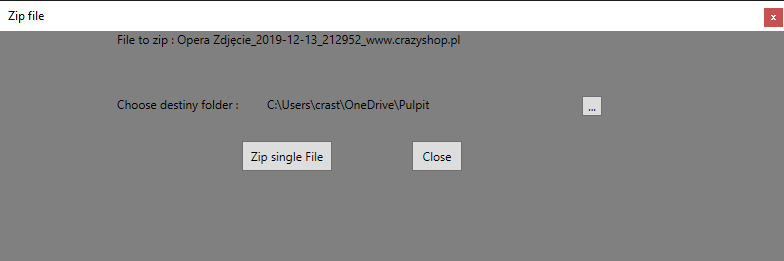 Zip file
x
File to zip : Opera Zdjęcie_2019-12-13_212952_www.crazyshop.pl
Choose destiny folder : C:\Users\crast\OneDrive\Pulpit ...
Zip single File Close